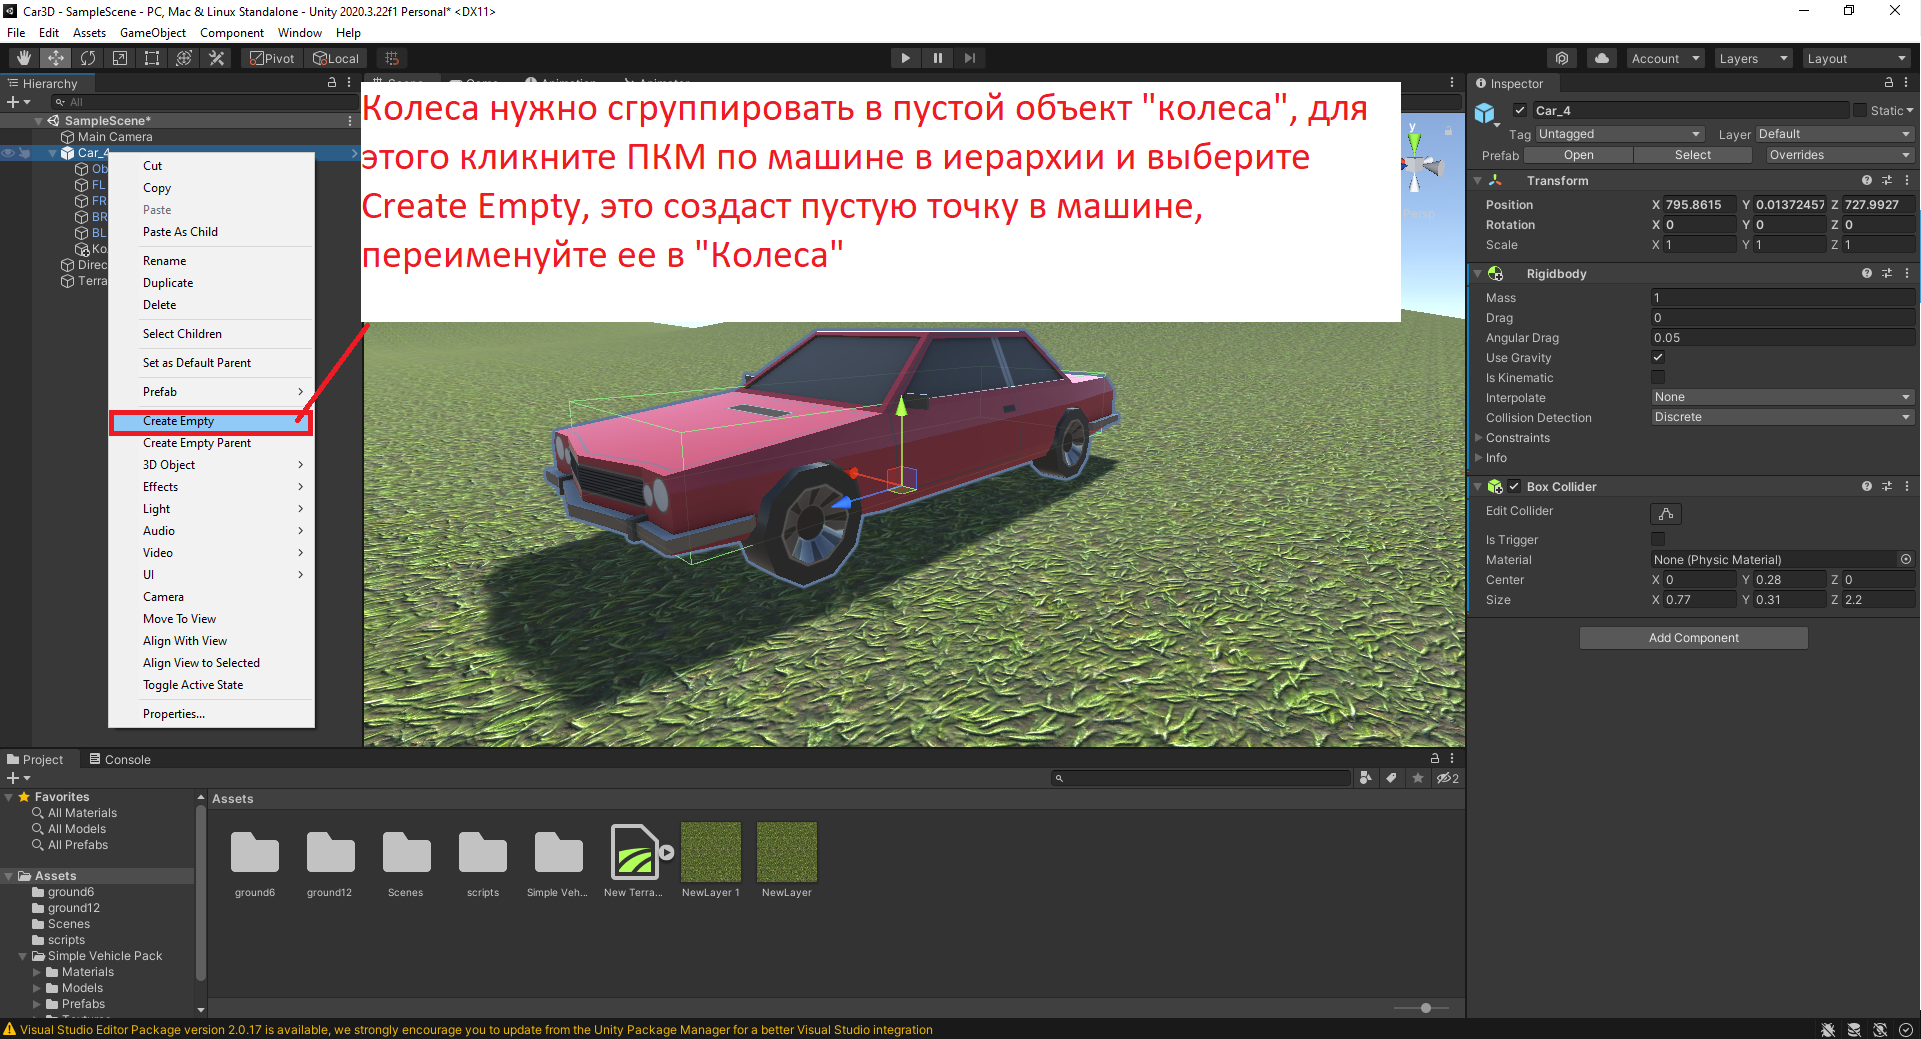 Car3D - SampleScene - PC, Mac & Linux Standalone - Unity 2020.3.22f1 Personal* <DX11>
File Edit Assets GameObject Component Window Help
Pivot Local Account Layers Layout
Hierarchy
All
SampleScene*
Main Camera
Car_4
Ob
FL
FR
BR
BL
Ko
Direc
Terra
Cut
Copy
Paste
Paste As Child
Rename
Duplicate
Delete
Select Children
Set as Default Parent
Prefab
Create Empty
Create Empty Parent
3D Object
Effects
Light
Audio
Video
UI
Camera
Move To View
Align With View
Align View to Selected
Toggle Active State
Properties...
Колеса нужно сгруппировать в пустой объект "колеса", для
этого кликните ПКМ по машине в иерархии и выберите
Create Empty, это создаст пустую точку в машине,
переименуйте ее в "Колеса"
y
Inspector
Car_4 Static
Tag Untagged Layer Default
Prefab Open Select Overrides
Transform
Position X 795.8615 Y 0.01372457 Z 727.9927
Rotation X 0 Y 0 Z 0
Scale X 1 Y 1 Z 1
Rigidbody
Mass 1
Drag 0
Angular Drag 0.05
Use Gravity
Is Kinematic
Interpolate None
Collision Detection Discrete
Constraints
Info
Box Collider
Edit Collider
Is Trigger
Material None (Physic Material)
Center X 0 Y 0.28 Z 0
Size X 0.77 Y 0.31 Z 2.2
Add Component
Project Console
2
Favorites
All Materials
All Models
All Prefabs
Assets
ground6
ground12
Scenes
scripts
Simple Vehicle Pack
Materials
Models
Prefabs
Assets
ground6 ground12 Scenes scripts Simple Veh... New Terra... NewLayer 1 NewLayer
Visual Studio Editor Package version 2.0.17 is available, we strongly encourage you to update from the Unity Package Manager for a better Visual Studio integration